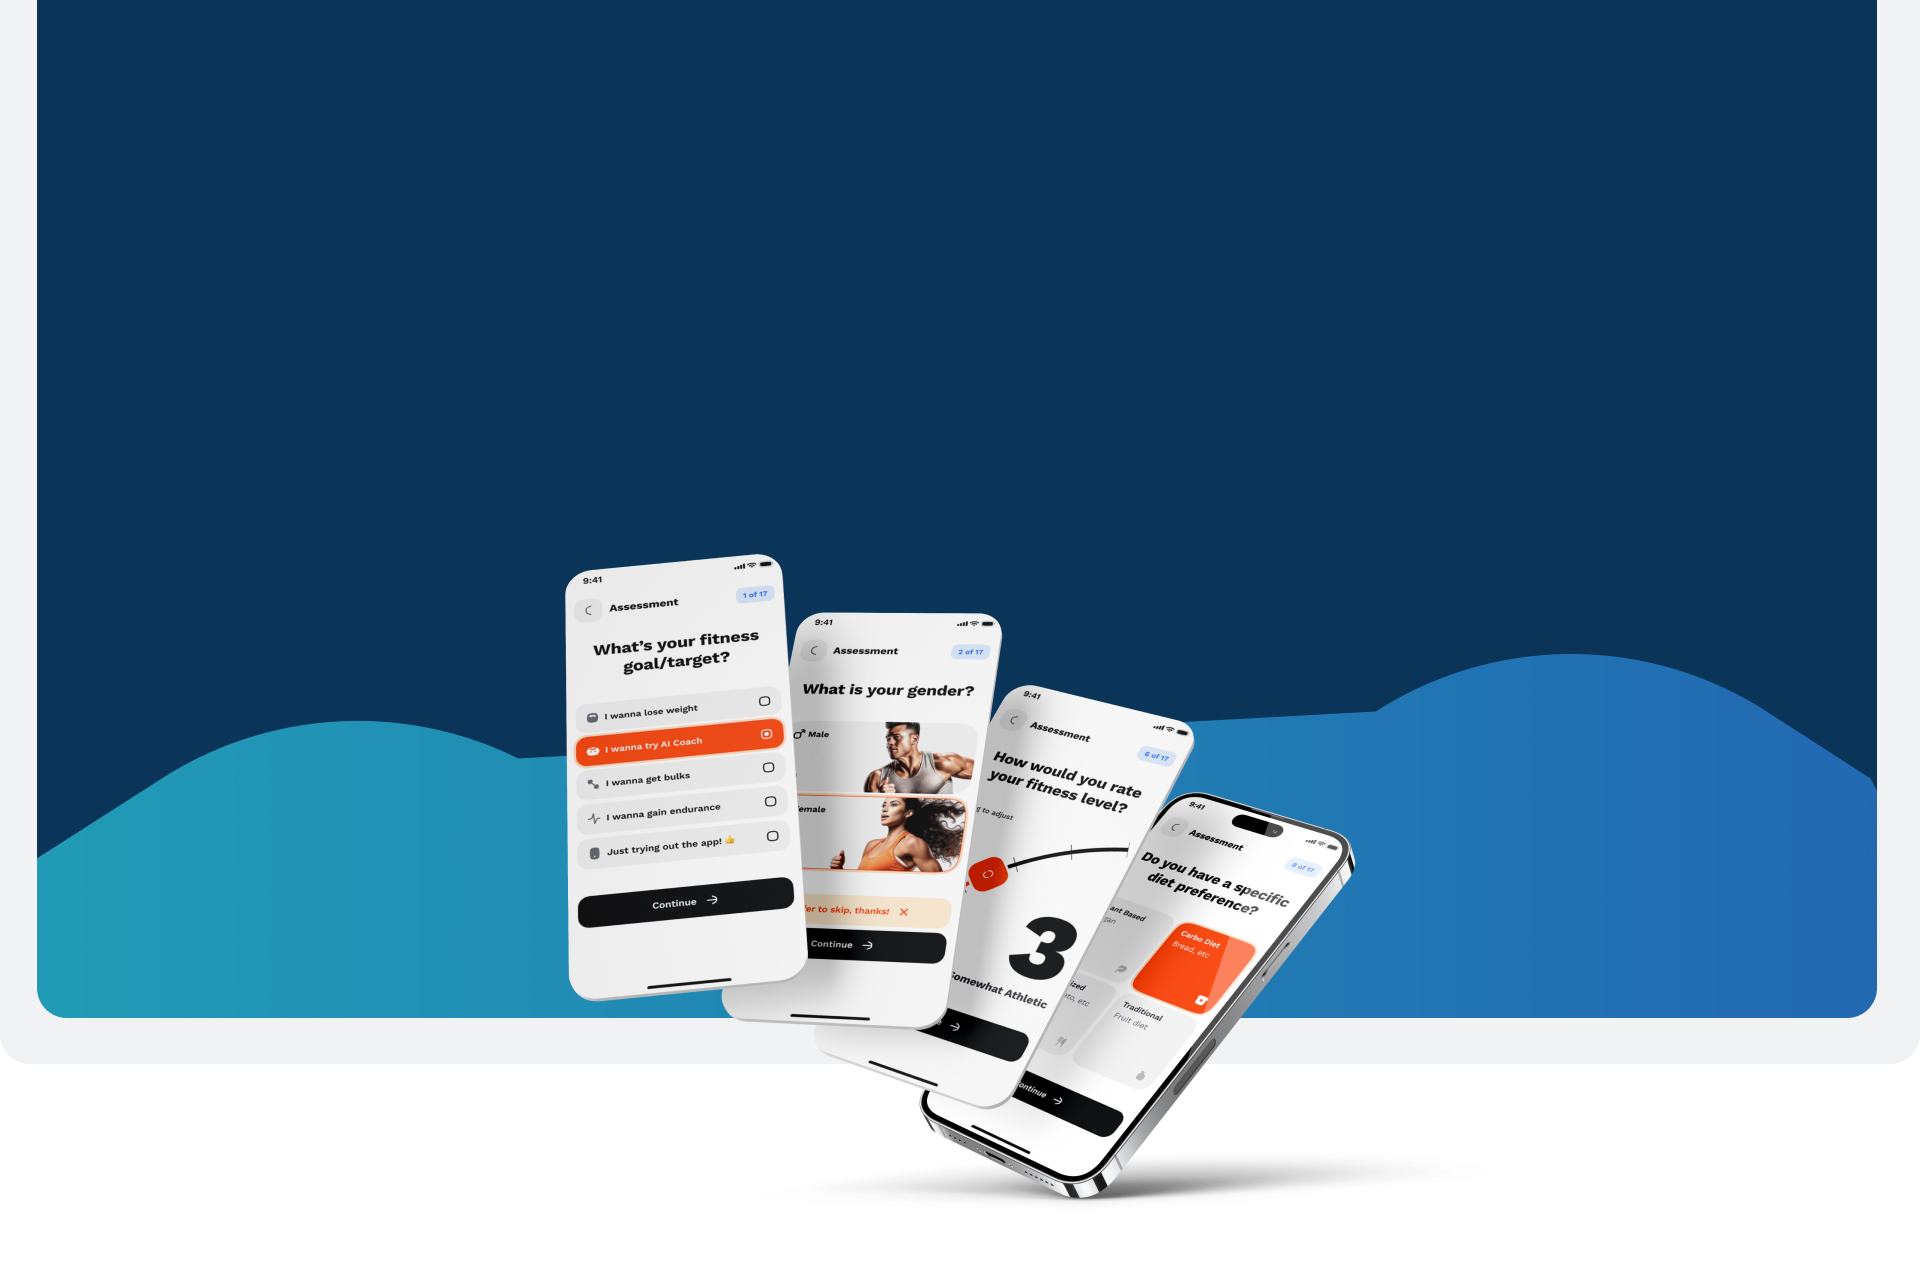 9:41
Assessment
1 of 17
What's your fitness
goal/target?
I wanna lose weight
I wanna try AI Coach
I wanna get bulks
I wanna gain endurance
Just trying out the app! 👍
Continue
9:41
Assessment
2 of 17
What is your gender?
Male
emale
er to skip, thanks!
Continue
9:41
Assessment
6 of 17
How would you rate
your fitness level?
g to adjust
3
Somewhat Athletic
9:41
Assessment
8 of 17
Do you have a specific
diet preference?
ant Based
gan
Carbo Diet
Bread, etc
ized
eto, etc
Traditional
Fruit diet
ontinue